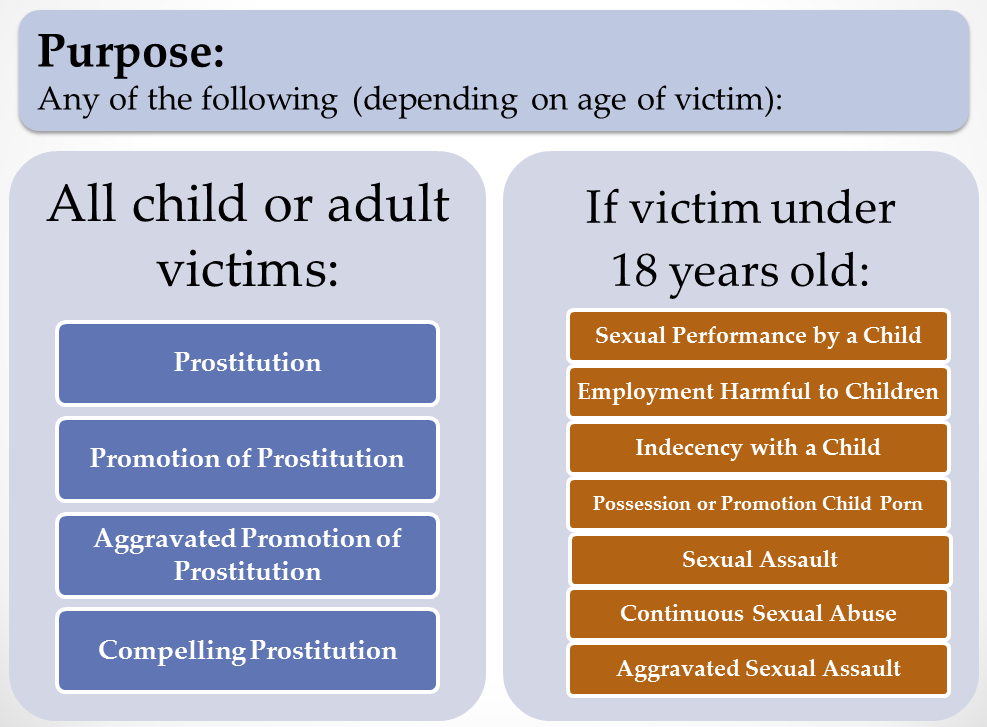 Purpose:
Any of the following (depending on age of victim):
All child or adult
victims:
Prostitution
Promotion of Prostitution
Aggravated Promotion of
Prostitution
Compelling Prostitution
If victim under
18 years old:
Sexual Performance by a Child
Employment Harmful to Children
Indecency with a Child
Possession or Promotion Child Porn
Sexual Assault
Continuous Sexual Abuse
Aggravated Sexual Assault